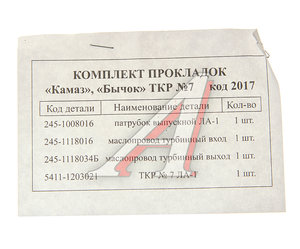 КОМПЛЕКТ ПРОКЛАДОК
«Камаз», «Бычок» ТКР №7 код 2017
Код детали Наименование детали Кол-во
245-1008016 патрубок выпускной ЛА-1 1 шт.
245-1118016 маслопровод турбинный вход 1 шт.
245-1118034Б маслопровод турбинный выход 1 шт.
5411-1203021 ТКР № 7 ЛА-1 1 шт.